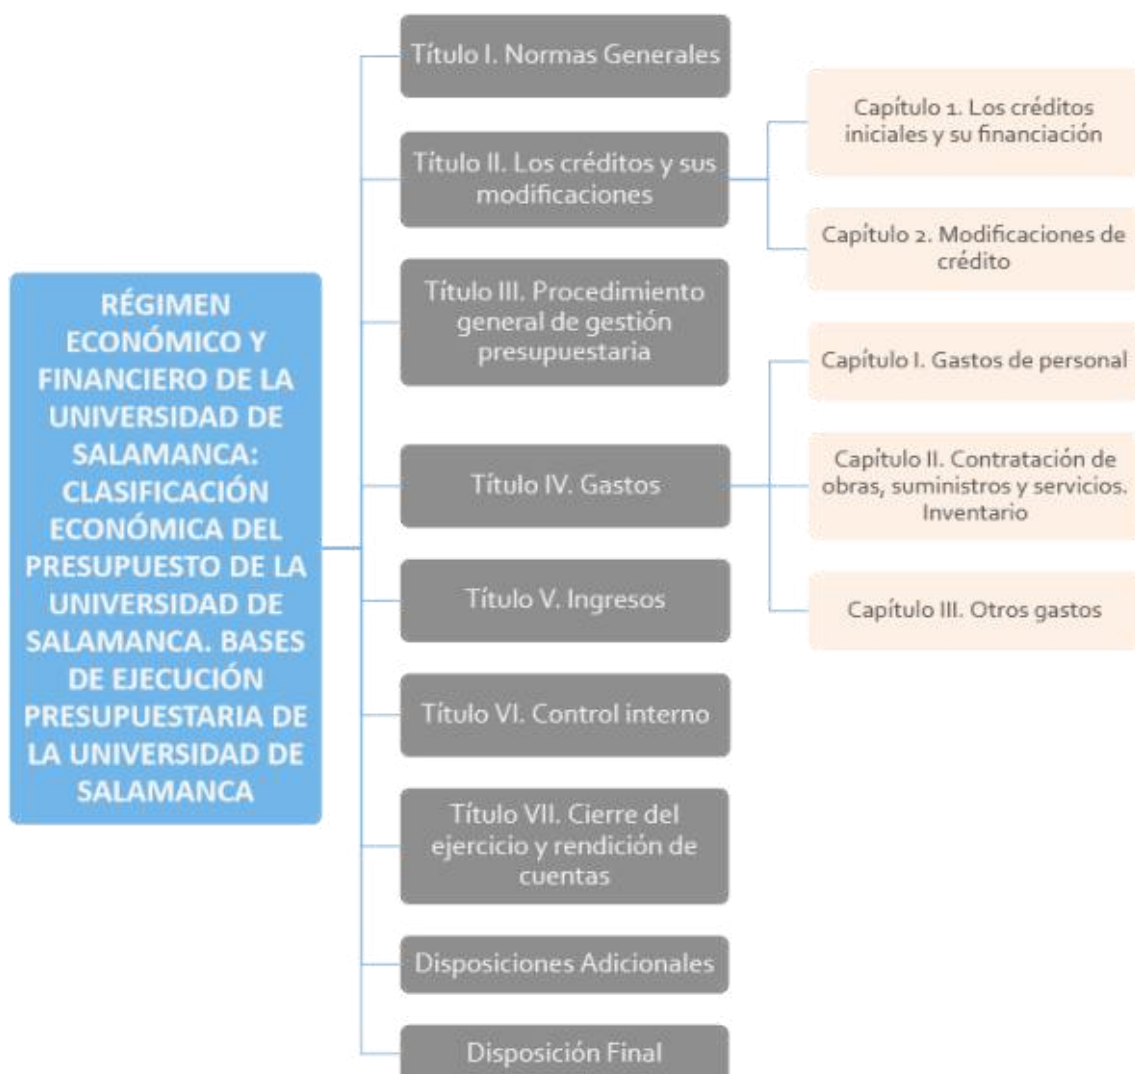 RÉGIMEN
ECONÓMICO Y
FINANCIERO DE LA
UNIVERSIDAD DE
SALAMANCA:
CLASIFICACIÓN
ECONÓMICA DEL
PRESUPUESTO DE LA
UNIVERSIDAD DE
SALAMANCA. BASES
DE EJECUCIÓN
PRESUPUESTARIA DE
LA UNIVERSIDAD DE
SALAMANCA
Título I. Normas Generales
Título II. Los créditos y sus
modificaciones
Capítulo 1. Los créditos
iniciales y su financiación
Capítulo 2. Modificaciones de
crédito
Título III. Procedimiento
general de gestión
presupuestaria
Título IV. Gastos
Capítulo I. Gastos de personal
Capítulo II. Contratación de
obras, suministros y servicios.
Inventario
Capítulo III. Otros gastos
Título V. Ingresos
Título VI. Control interno
Título VII. Cierre del
ejercicio y rendición de
cuentas
Disposiciones Adicionales
Disposición Final